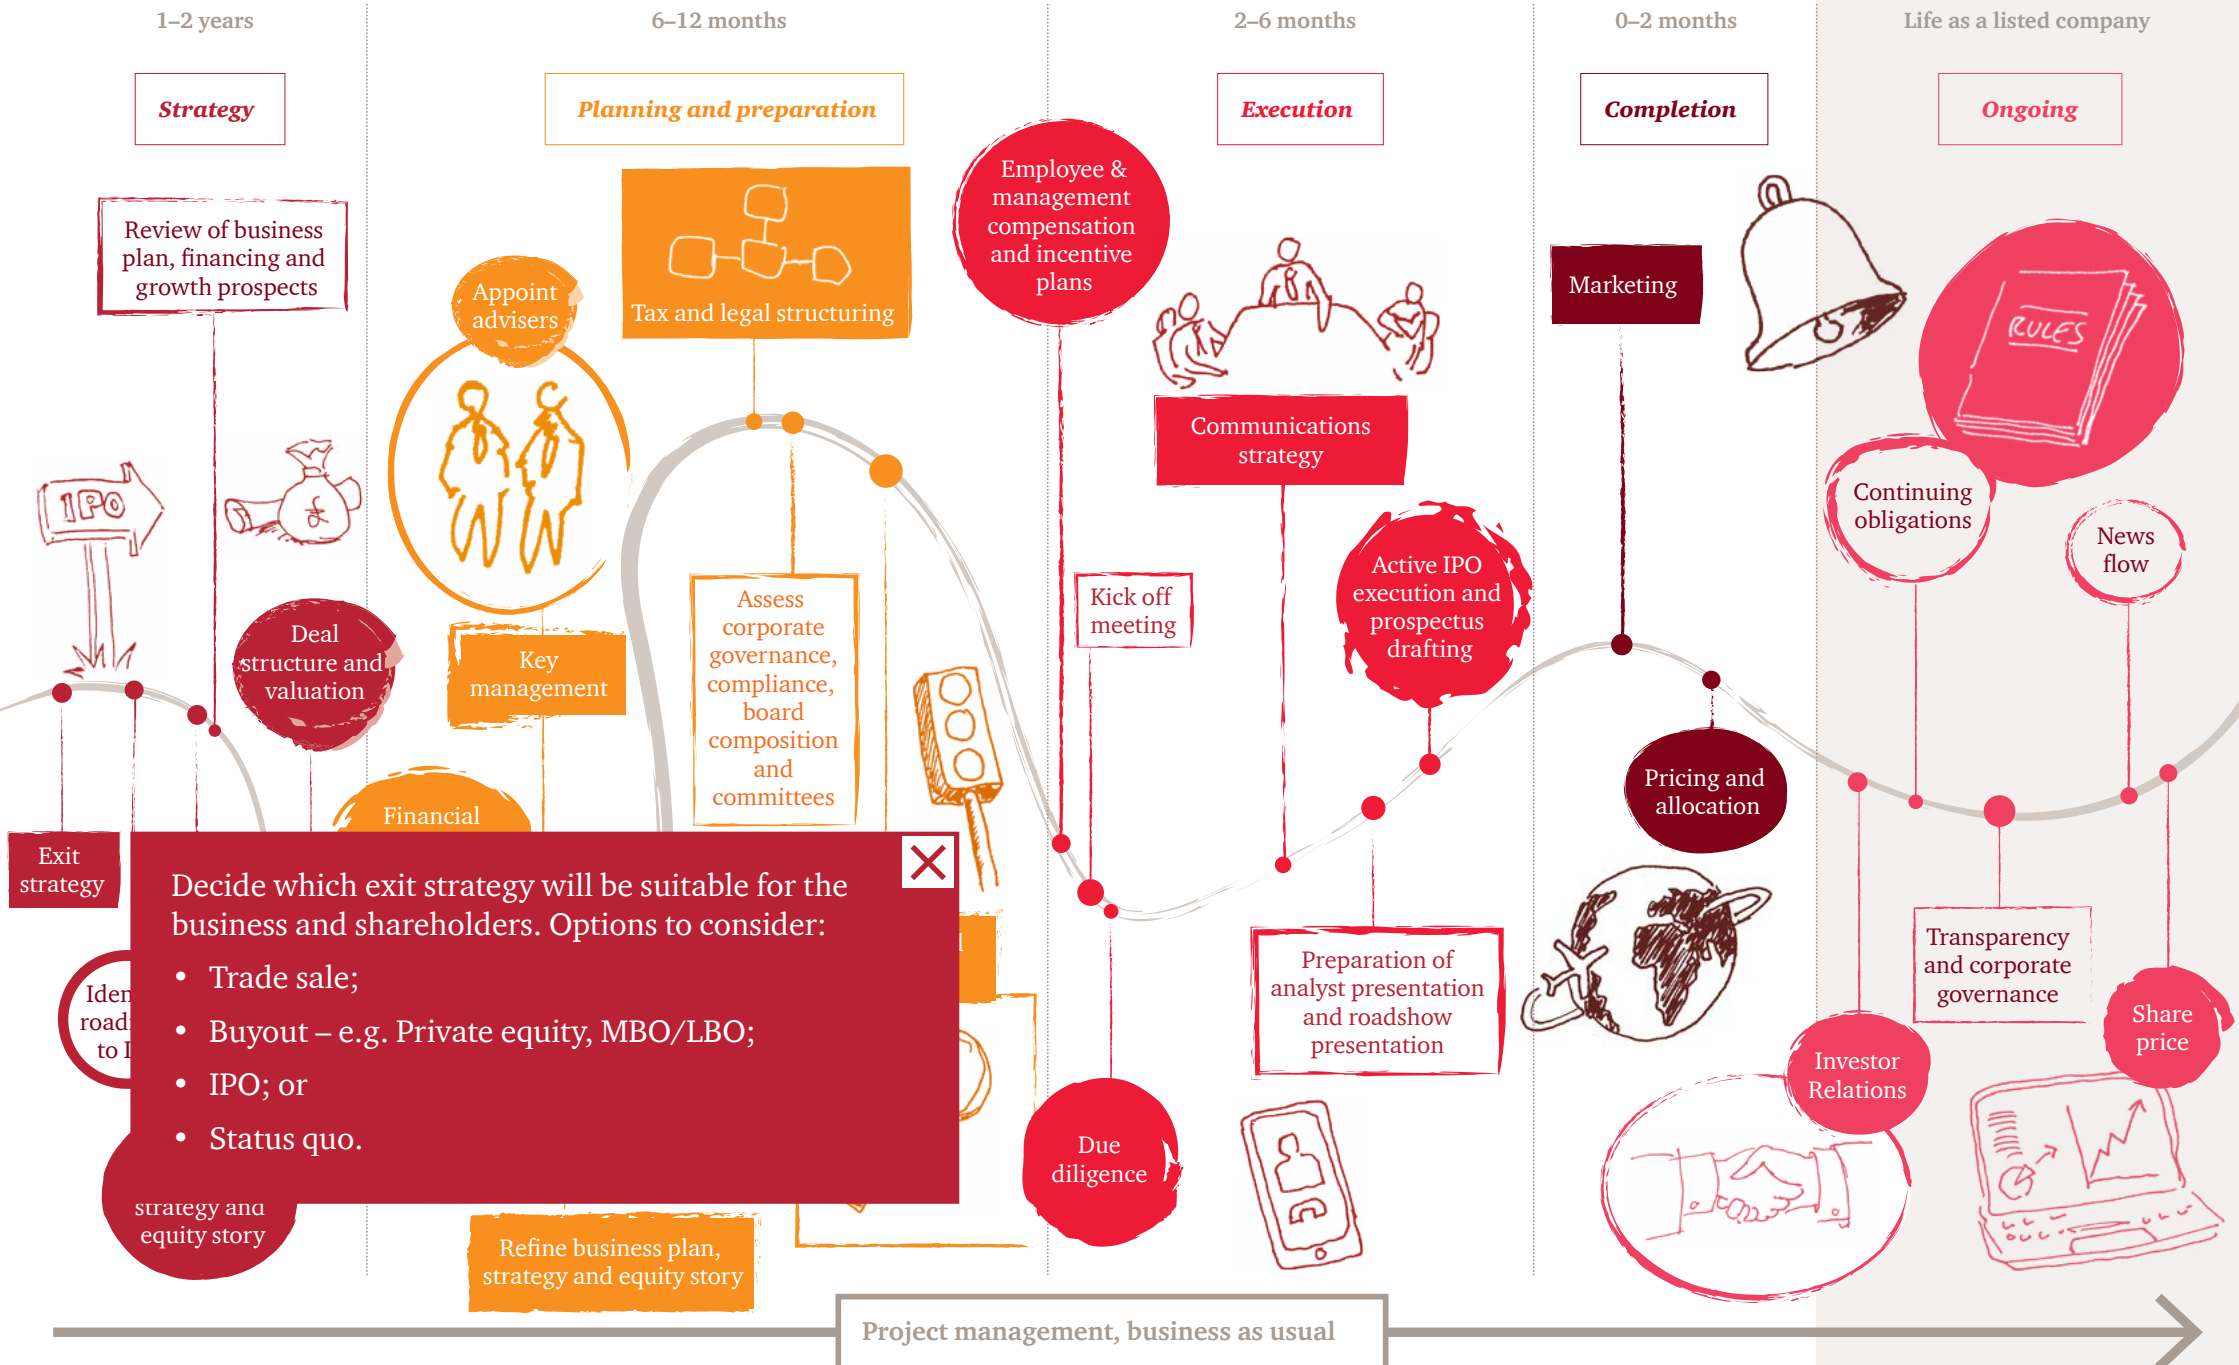 1–2 years
6–12 months
2–6 months
0–2 months
Life as a listed company
Strategy
Planning and preparation
Execution
Completion
Ongoing
Review of business
plan, financing and
growth prospects
IPO
£
Deal
structure and
valuation
Exit
strategy
to
strategy and
equity story
Appoint
advisers
Tax and legal structuring
Key
management
Assess
corporate
governance,
compliance,
board
composition
and
committees
Financial
Refine business plan,
strategy and equity story
Decide which exit strategy will be suitable for the
business and shareholders. Options to consider:
• Trade sale;
• Buyout – e.g. Private equity, MBO/LBO;
• IPO; or
• Status quo.
Employee &
management
compensation
and incentive
plans
Communications
strategy
Kick off
meeting
Active IPO
execution and
prospectus
drafting
Preparation of
analyst presentation
and roadshow
presentation
Due
diligence
Marketing
Pricing and
allocation
RULES
Continuing
obligations
News
flow
Transparency
and corporate
governance
Share
price
Investor
Relations
Project management, business as usual